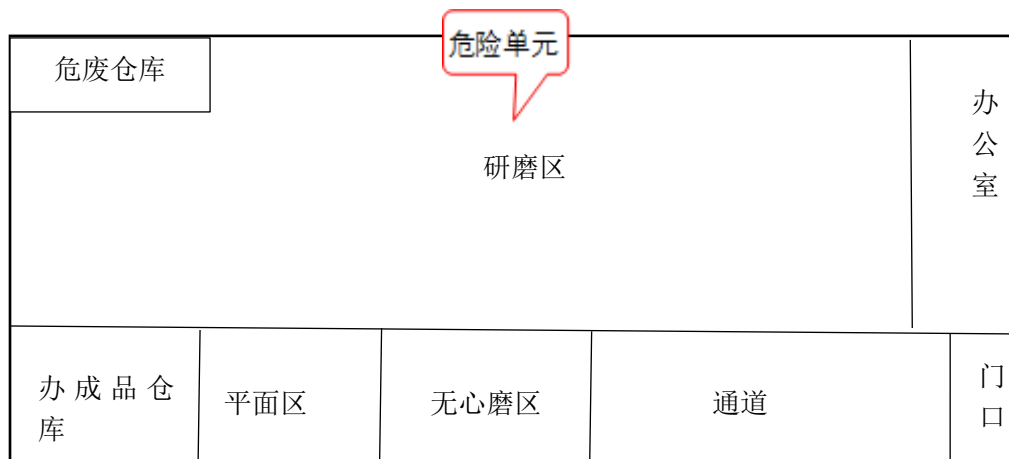 危险单元
危废仓库
办
公
室
研磨区
办成品仓
库
平面区
无心磨区
通道
门
口